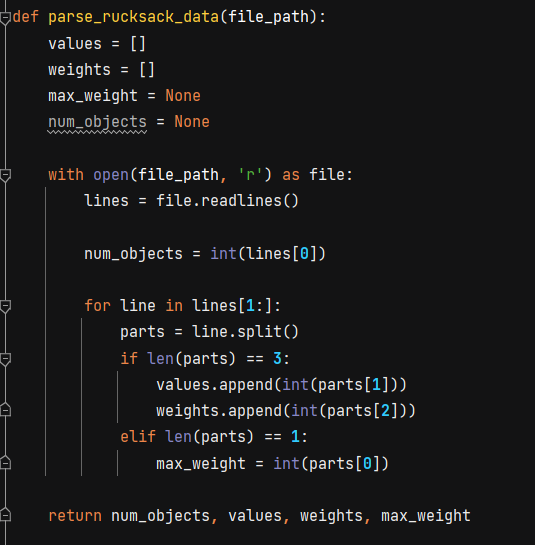 def parse_rucksack_data(file_path):
    values = []
    weights = []
    max_weight = None
    num_objects = None

    with open(file_path, 'r') as file:
        lines = file.readlines()

        num_objects = int(lines[0])

        for line in lines[1:]:
            parts = line.split()
            if len(parts) == 3:
                values.append(int(parts[1]))
                weights.append(int(parts[2]))
            elif len(parts) == 1:
                max_weight = int(parts[0])

    return num_objects, values, weights, max_weight